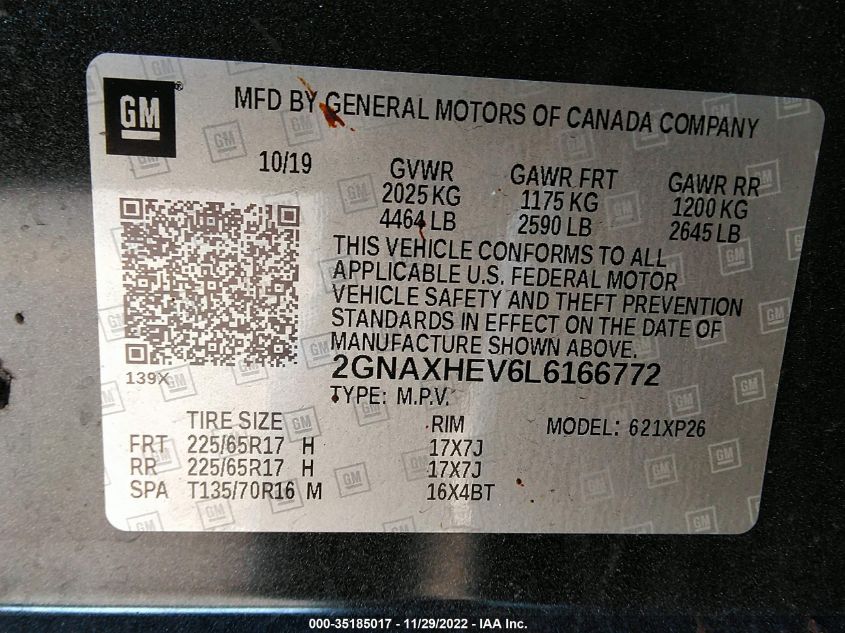 GM
MFD BY GENERAL MOTORS OF CANADA COMPANY
10/19 GVWR GAWR FRT GAWR RR
2025 KG 1175 KG 1200 KG
4464 LB 2590 LB 2645 LB
THIS VEHICLE CONFORMS TO ALL
APPLICABLE U.S. FEDERAL MOTOR
VEHICLE SAFETY AND THEFT PREVENTION
STANDARDS IN EFFECT ON THE DATE OF
MANUFACTURE SHOWN ABOVE.
139X 2GNAXHEV6L6166772
TYPE: M.P.V.
TIRE SIZE RIM MODEL: 621XP26
FRT 225/65R17 H 17X7J
RR 225/65R17 H 17X7J
SPA T135/70R16 M 16X4BT
000-35185017 - 11/29/2022 - IAA Inc.